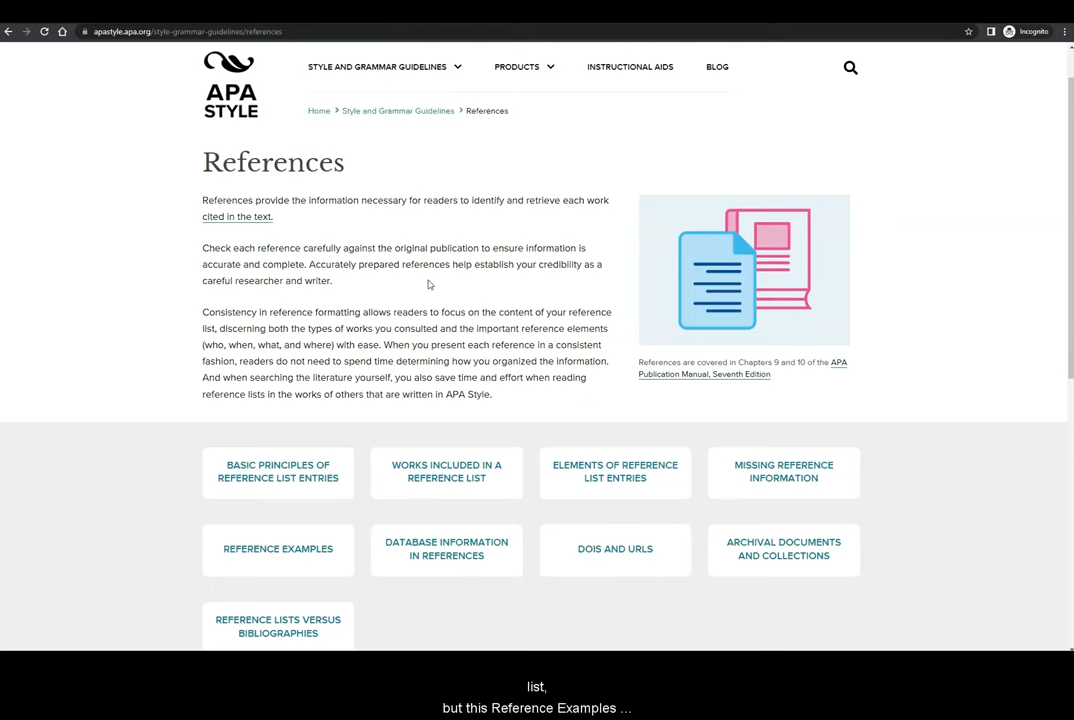 apastyle.apa.org/style-grammar-guidelines/references
Incognito
APA
STYLE
STYLE AND GRAMMAR GUIDELINES
PRODUCTS
INSTRUCTIONAL AIDS
BLOG
Home > Style and Grammar Guidelines > References
References
References provide the information necessary for readers to identify and retrieve each work
cited in the text.
Check each reference carefully against the original publication to ensure information is
accurate and complete. Accurately prepared references help establish your credibility as a
careful researcher and writer.
Consistency in reference formatting allows readers to focus on the content of your reference
list, discerning both the types of works you consulted and the important reference elements
(who, when, what, and where) with ease. When you present each reference in a consistent
fashion, readers do not need to spend time determining how you organized the information.
And when searching the literature yourself, you also save time and effort when reading
reference lists in the works of others that are written in APA Style.
References are covered in Chapters 9 and 10 of the APA
Publication Manual, Seventh Edition
BASIC PRINCIPLES OF
REFERENCE LIST ENTRIES
WORKS INCLUDED IN A
REFERENCE LIST
ELEMENTS OF REFERENCE
LIST ENTRIES
MISSING REFERENCE
INFORMATION
REFERENCE EXAMPLES
DATABASE INFORMATION
IN REFERENCES
DOIS AND URLS
ARCHIVAL DOCUMENTS
AND COLLECTIONS
REFERENCE LISTS VERSUS
BIBLIOGRAPHIES
list,
but this Reference Examples ...